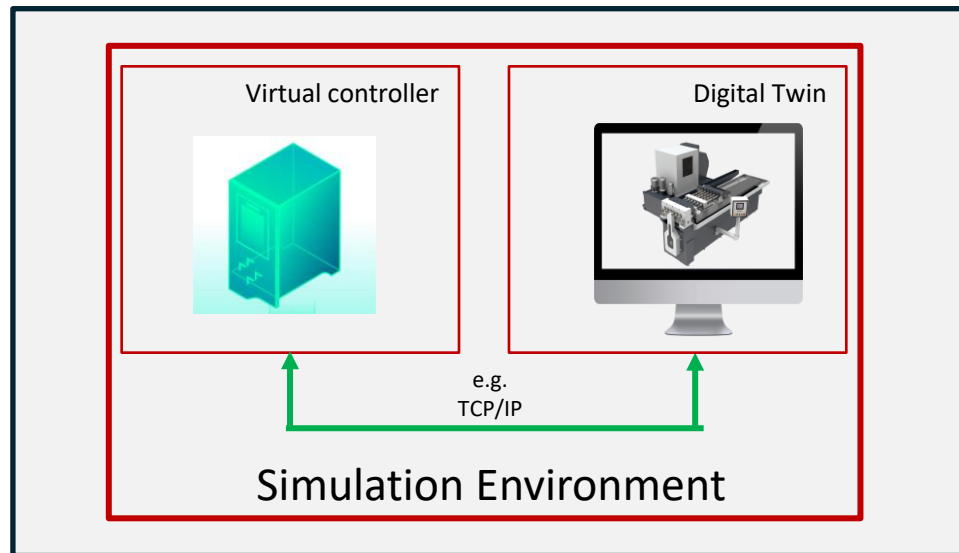 Virtual controller
Digital Twin
e.g.
TCP/IP
Simulation Environment